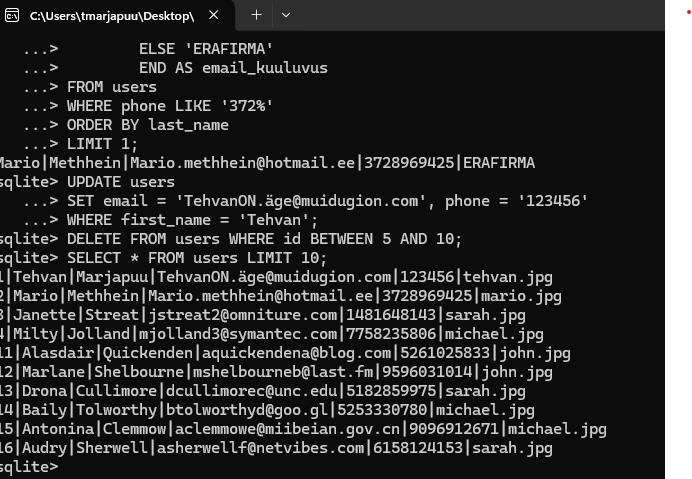 C:\Users\tmarjapuu\Desktop\
...> ELSE 'ERAFIRMA'
...> END AS email_kuuluvus
...> FROM users
...> WHERE phone LIKE '372%'
...> ORDER BY last_name
...> LIMIT 1;
Mario|Methhein|Mario.methhein@hotmail.ee|3728969425|ERAFIRMA
sqlite> UPDATE users
...> SET email = 'TehvanON.äge@muidugion.com', phone = '123456'
...> WHERE first_name = 'Tehvan';
sqlite> DELETE FROM users WHERE id BETWEEN 5 AND 10;
sqlite> SELECT * FROM users LIMIT 10;
1|Tehvan|Marjapuu|TehvanON.äge@muidugion.com|123456|tehvan.jpg
2|Mario|Methhein|Mario.methhein@hotmail.ee|3728969425|mario.jpg
3|Janette|Streat|jstreat2@omniture.com|1481648143|sarah.jpg
4|Milty|Jolland|mjolland3@symantec.com|7758235806|michael.jpg
11|Alasdair|Quickenden|aquickendena@blog.com|5261025833|john.jpg
12|Marlane|Shelbourne|mshelbourneb@last.fm|9596031014|john.jpg
13|Drona|Cullimore|dcullimorec@unc.edu|5182859975|sarah.jpg
14|Baily|Tolworthy|btolworthyd@goo.gl|5253330780|michael.jpg
15|Antonina|Clemmow|aclemmowe@miibeian.gov.cn|9096912671|michael.jpg
16|Audry|Sherwell|asherwellf@netvibes.com|6158124153|sarah.jpg
sqlite>